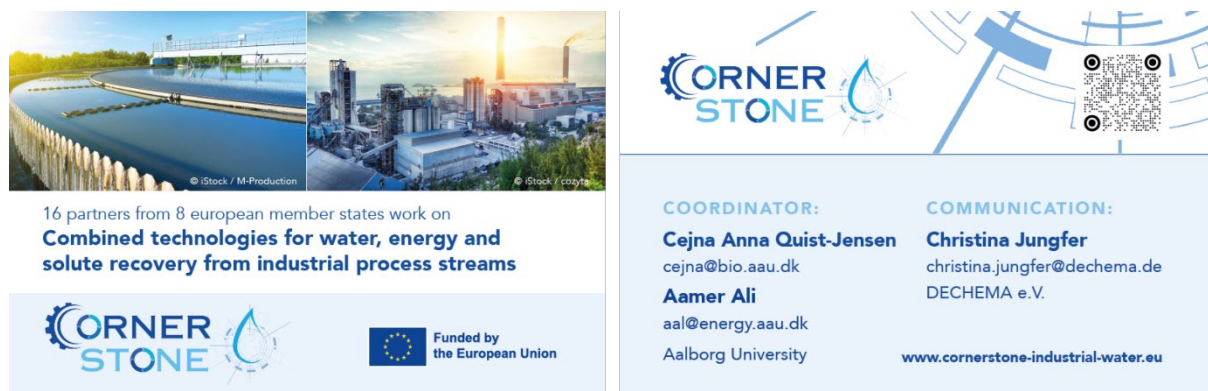 © iStock / M-Production
© iStock / cozyta
16 partners from 8 european member states work on
Combined technologies for water, energy and
solute recovery from industrial process streams
CORNER
STONE
Funded by
the European Union
CORNER
STONE
COORDINATOR:
Cejna Anna Quist-Jensen
cejna@bio.aau.dk
Aamer Ali
aal@energy.aau.dk
Aalborg University
COMMUNICATION:
Christina Jungfer
christina.jungfer@dechema.de
DECHEMA e.V.
www.cornerstone-industrial-water.eu